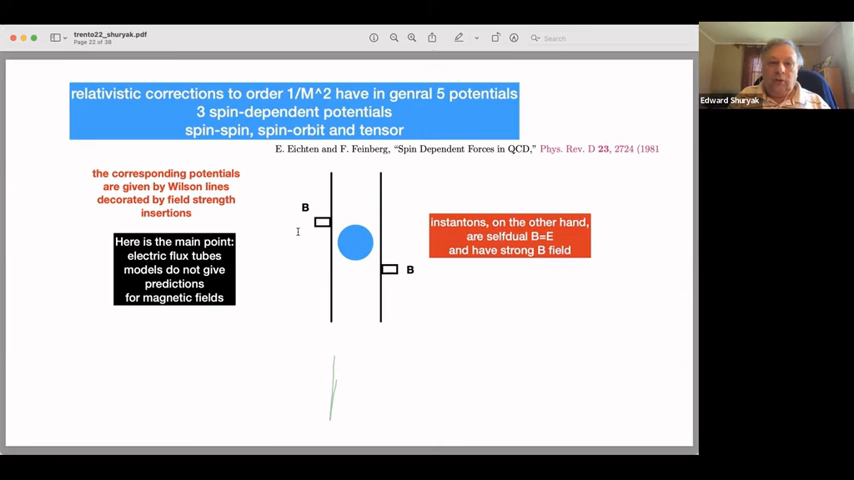 trento22_shuryak.pdf
Page 22 of 38
Search
Edward Shuryak
relativistic corrections to order 1/M^2 have in genral 5 potentials
3 spin-dependent potentials
spin-spin, spin-orbit and tensor
E. Eichten and F. Feinberg, “Spin Dependent Forces in QCD,” Phys. Rev. D 23, 2724 (1981
the corresponding potentials
are given by Wilson lines
decorated by field strength
insertions
B
Here is the main point:
electric flux tubes
models do not give
predictions
for magnetic fields
instantons, on the other hand,
are selfdual B=E
and have strong B field
B